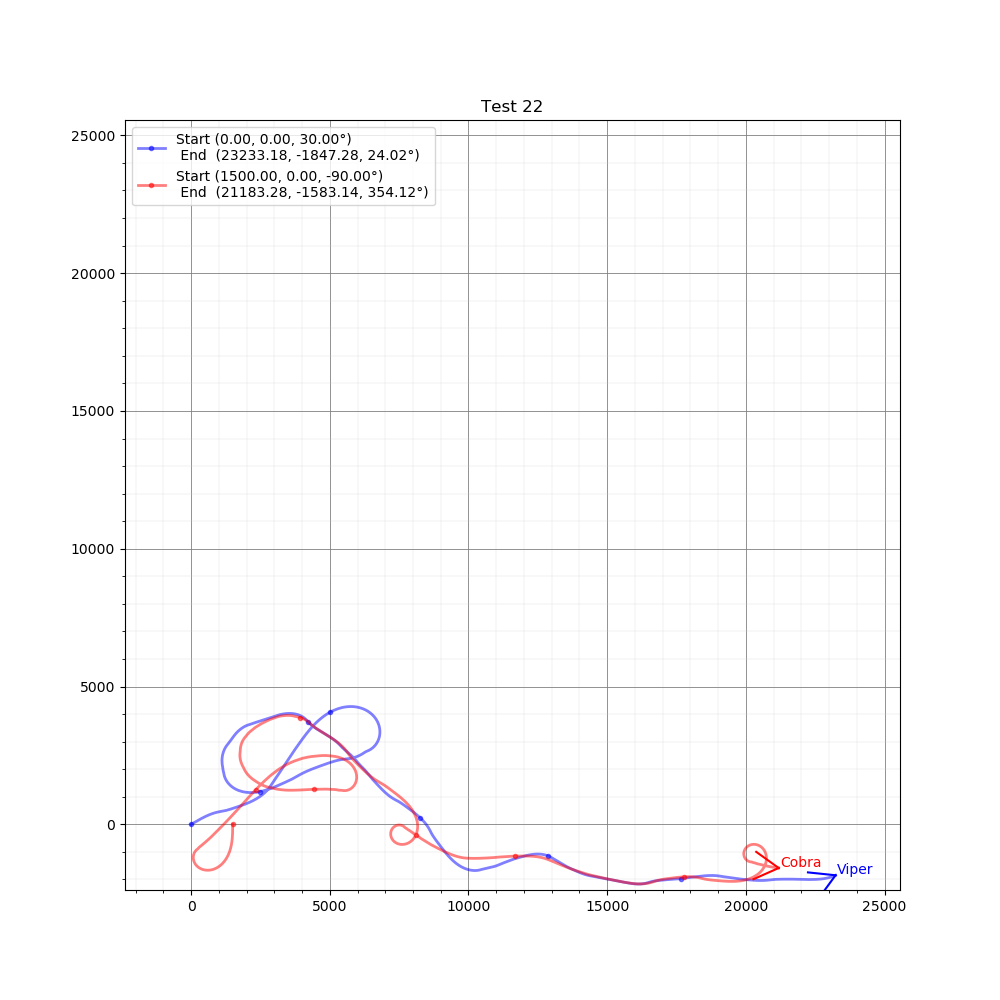 Test 22
Start (0.00, 0.00, 30.00°)
End (23233.18, -1847.28, 24.02°)
Start (1500.00, 0.00, -90.00°)
End (21183.28, -1583.14, 354.12°)
25000
20000
15000
10000
5000
0
Cobra
Viper
0 5000 10000 15000 20000 25000